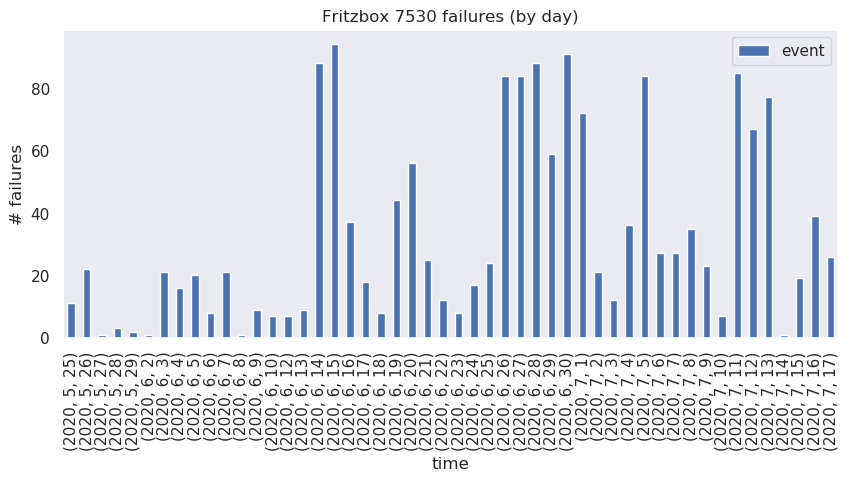 Fritzbox 7530 failures (by day)
event
# failures
80
60
40
20
0
(2020, 5, 25)
(2020, 5, 26)
(2020, 5, 27)
(2020, 5, 28)
(2020, 5, 29)
(2020, 6, 2)
(2020, 6, 3)
(2020, 6, 4)
(2020, 6, 5)
(2020, 6, 6)
(2020, 6, 7)
(2020, 6, 8)
(2020, 6, 9)
(2020, 6, 10)
(2020, 6, 12)
(2020, 6, 13)
(2020, 6, 14)
(2020, 6, 15)
(2020, 6, 16)
(2020, 6, 17)
(2020, 6, 18)
(2020, 6, 19)
(2020, 6, 20)
(2020, 6, 21)
(2020, 6, 22)
(2020, 6, 23)
(2020, 6, 24)
(2020, 6, 25)
(2020, 6, 26)
(2020, 6, 27)
(2020, 6, 28)
(2020, 6, 29)
(2020, 6, 30)
(2020, 7, 1)
(2020, 7, 2)
(2020, 7, 3)
(2020, 7, 4)
(2020, 7, 5)
(2020, 7, 6)
(2020, 7, 7)
(2020, 7, 8)
(2020, 7, 9)
(2020, 7, 10)
(2020, 7, 11)
(2020, 7, 12)
(2020, 7, 13)
(2020, 7, 14)
(2020, 7, 15)
(2020, 7, 16)
(2020, 7, 17)
time